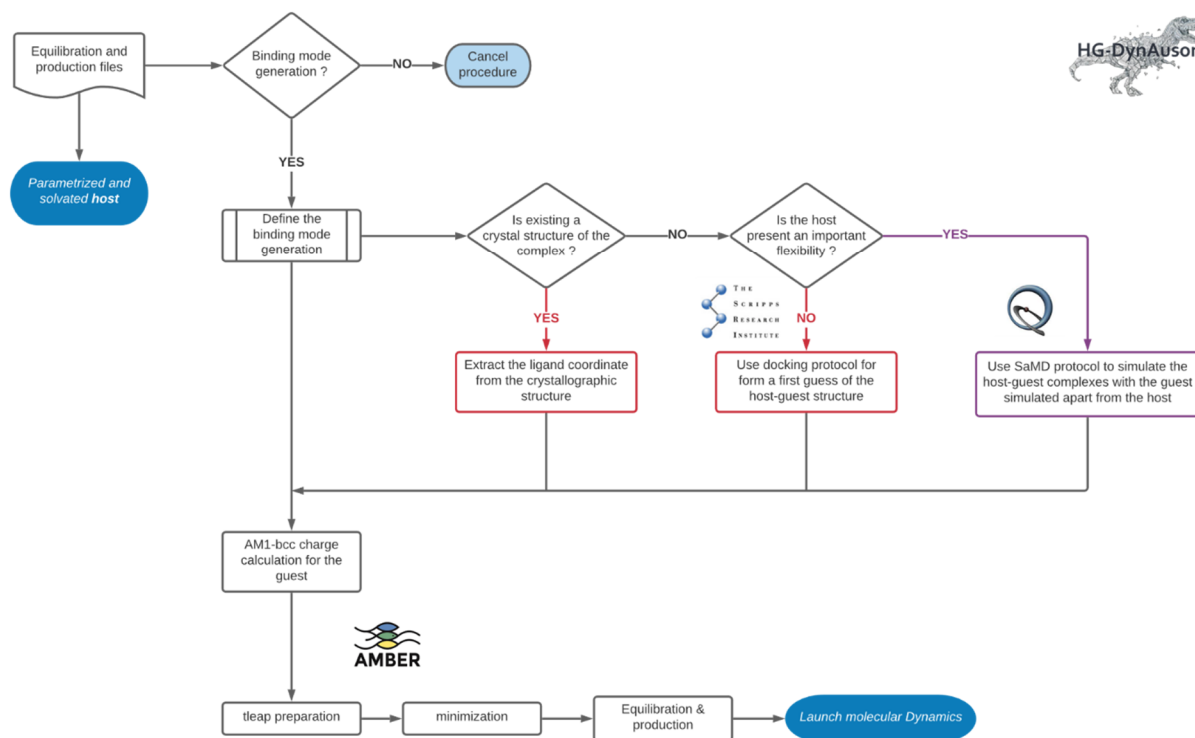 HG-DynAusor
Equilibration and
production files
Binding mode
generation ?
NO
Cancel
procedure
YES
Parametrized and
solvated host
Define the
binding mode
generation
Is existing a
crystal structure of the
complex ?
NO
Is the host
present an important
flexibility ?
YES
YES
THE
SCRIPPS
RESEARCH
INSTITUTE
NO
Extract the ligand coordinate
from the crystallographic
structure
Use docking protocol for
form a first guess of the
host-guest structure
Use SaMD protocol to simulate the
host-guest complexes with the guest
simulated apart from the host
AM1-bcc charge
calculation for the
guest
AMBER
tleap preparation
minimization
Equilibration &
production
Launch molecular Dynamics